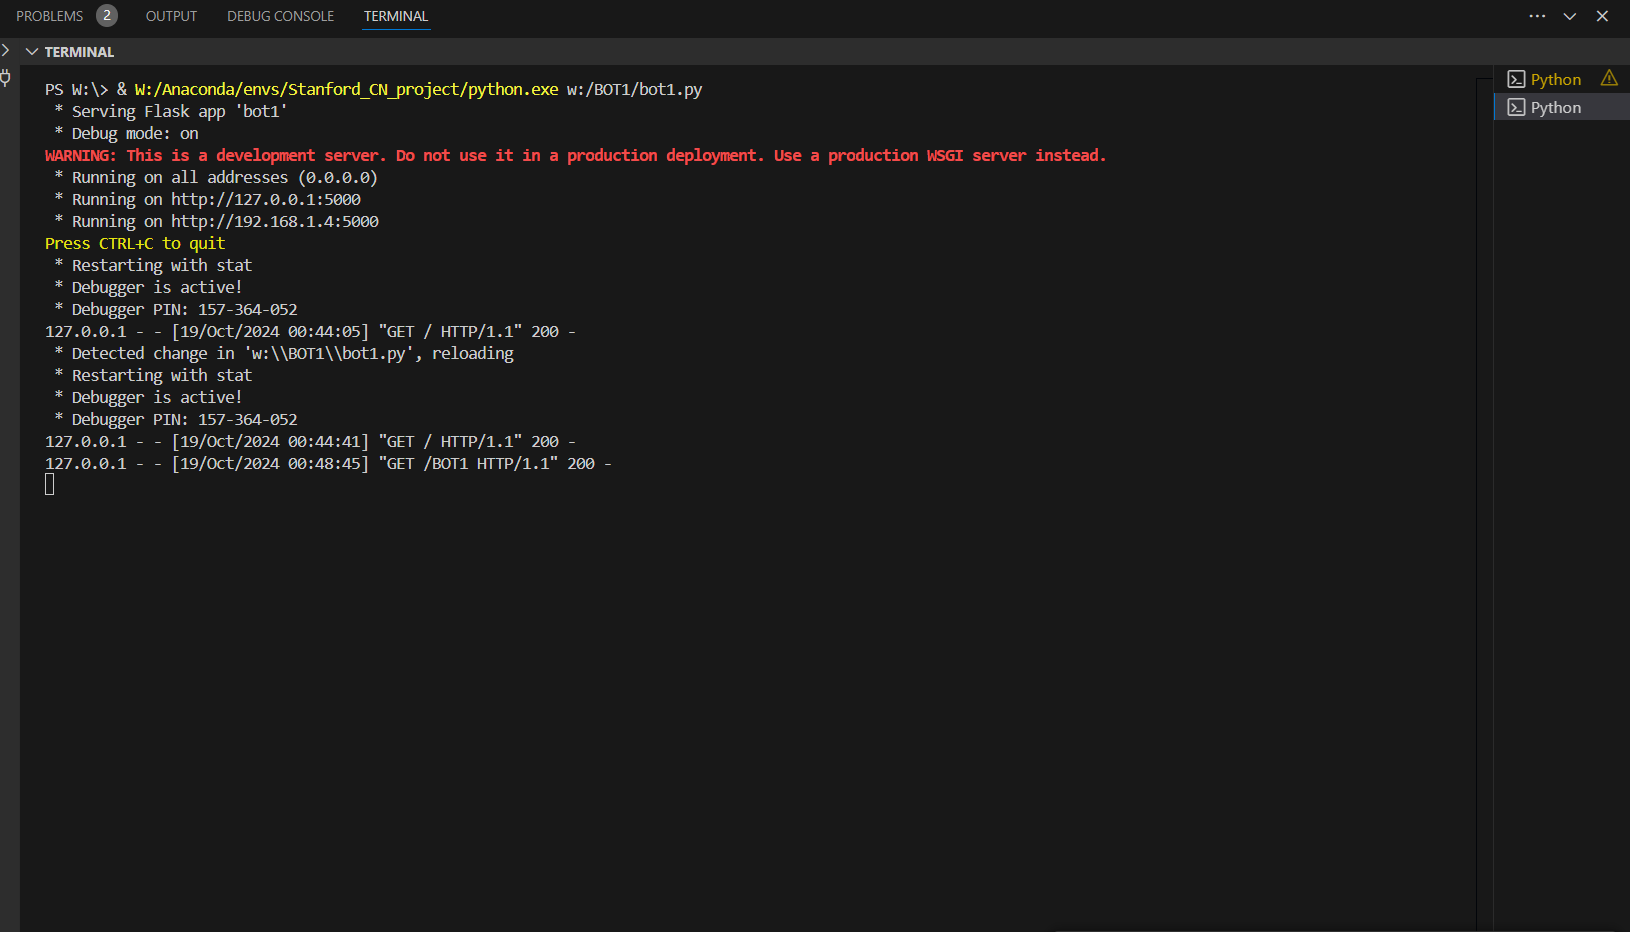 PROBLEMS 2 OUTPUT DEBUG CONSOLE TERMINAL
TERMINAL
PS W:\> & W:/Anaconda/envs/Stanford_CN_project/python.exe w:/BOT1/bot1.py
 * Serving Flask app 'bot1'
 * Debug mode: on
WARNING: This is a development server. Do not use it in a production deployment. Use a production WSGI server instead.
 * Running on all addresses (0.0.0.0)
 * Running on http://127.0.0.1:5000
 * Running on http://192.168.1.4:5000
Press CTRL+C to quit
 * Restarting with stat
 * Debugger is active!
 * Debugger PIN: 157-364-052
127.0.0.1 - - [19/Oct/2024 00:44:05] "GET / HTTP/1.1" 200 -
 * Detected change in 'w:\\BOT1\\bot1.py', reloading
 * Restarting with stat
 * Debugger is active!
 * Debugger PIN: 157-364-052
127.0.0.1 - - [19/Oct/2024 00:44:41] "GET / HTTP/1.1" 200 -
127.0.0.1 - - [19/Oct/2024 00:48:45] "GET /BOT1 HTTP/1.1" 200 -
Python
Python